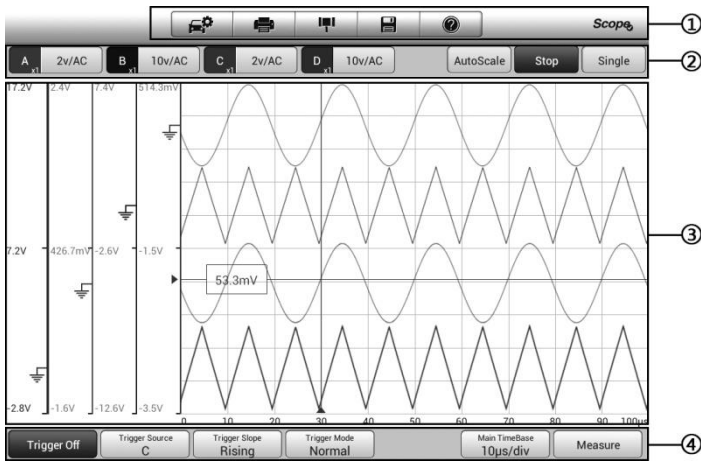 Scope
①
A x1 2v/AC B x1 10v/AC C x1 2v/AC D x1 10v/AC AutoScale Stop Single
②
17.2V 2.4V 7.4V 514.3mV
③
7.2V 426.7mV -2.6V -1.5V
53.3mV
-2.8V -1.6V -12.6V -3.5V
0 10 20 30 40 50 60 70 80 90 100µs
Trigger Off
Trigger Source
C
Trigger Slope
Rising
Trigger Mode
Normal
Main TimeBase
10µs/div
Measure
④